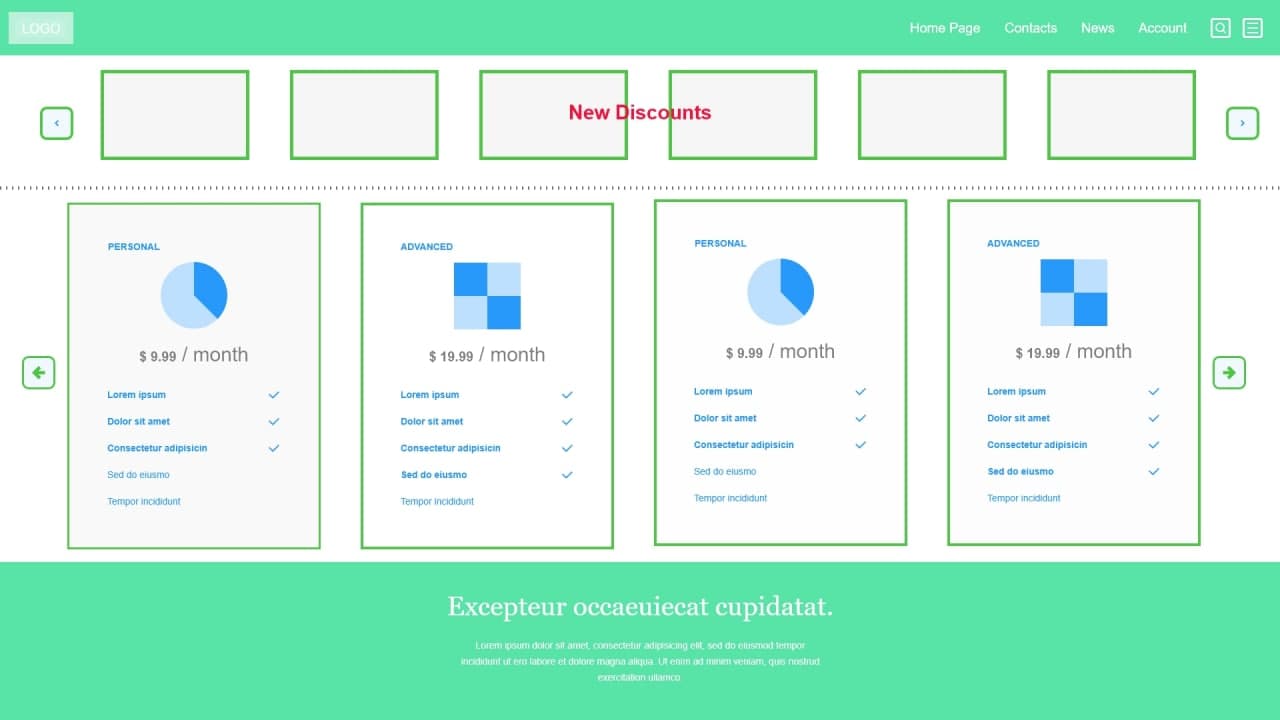 LOGO
Home Page
Contacts
News
Account
New Discounts
PERSONAL
$ 9.99 / month
Lorem ipsum
Dolor sit amet
Consectetur adipisicin
Sed do eiusmo
Tempor incididunt
ADVANCED
$ 19.99 / month
Lorem ipsum
Dolor sit amet
Consectetur adipisicin
Sed do eiusmo
Tempor incididunt
PERSONAL
$ 9.99 / month
Lorem ipsum
Dolor sit amet
Consectetur adipisicin
Sed do eiusmo
Tempor incididunt
ADVANCED
$ 19.99 / month
Lorem ipsum
Dolor sit amet
Consectetur adipisicin
Sed do eiusmo
Tempor incididunt
Excepteur occaeuiecat cupidatat.
Lorem ipsum dolor sit amet, consectetur adipisicing elit, sed do eiusmod tempor
incididunt ut ero labore et dolore magna aliqua. Ut enim ad minim veniam, quis nostrud
exercitation ullamco.